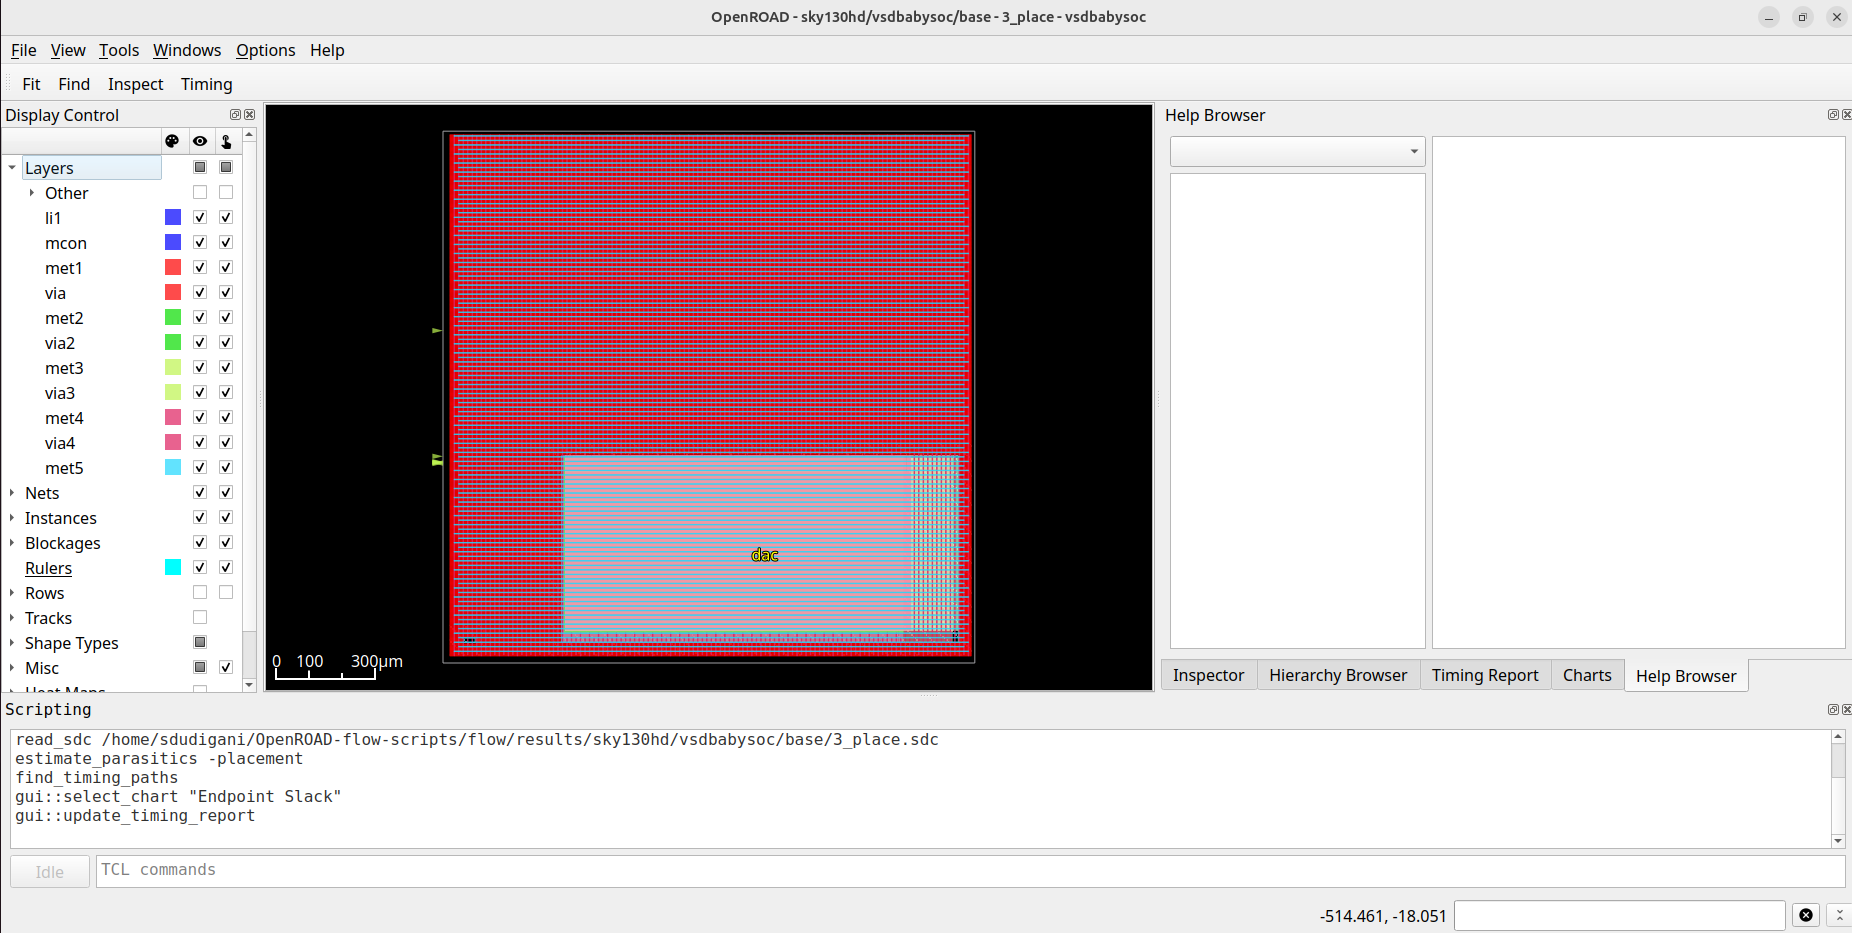 OpenROAD - sky130hd/vsdbabysoc/base - 3_place - vsdbabysoc
File View Tools Windows Options Help
Fit Find Inspect Timing
Display Control
Layers
Other
li1
mcon
met1
via
met2
via2
met3
via3
met4
via4
met5
Nets
Instances
Blockages
Rulers
Rows
Tracks
Shape Types
Misc
Heat Maps
dac
0 100 300μm
Help Browser
Inspector Hierarchy Browser Timing Report Charts Help Browser
Scripting
read_sdc /home/sdudigani/OpenROAD-flow-scripts/flow/results/sky130hd/vsdbabysoc/base/3_place.sdc
estimate_parasitics -placement
find_timing_paths
gui::select_chart "Endpoint Slack"
gui::update_timing_report
Idle TCL commands
-514.461, -18.051